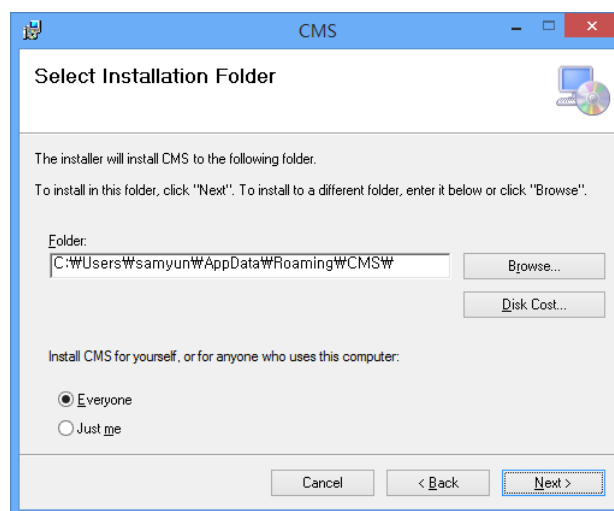 CMS
Select Installation Folder
The installer will install CMS to the following folder.
To install in this folder, click "Next". To install to a different folder, enter it below or click "Browse".
Folder:
C:₩Users₩samyun₩AppData₩Roaming₩CMS₩
Browse...
Disk Cost...
Install CMS for yourself, or for anyone who uses this computer:
Everyone
Just me
Cancel
< Back
Next >